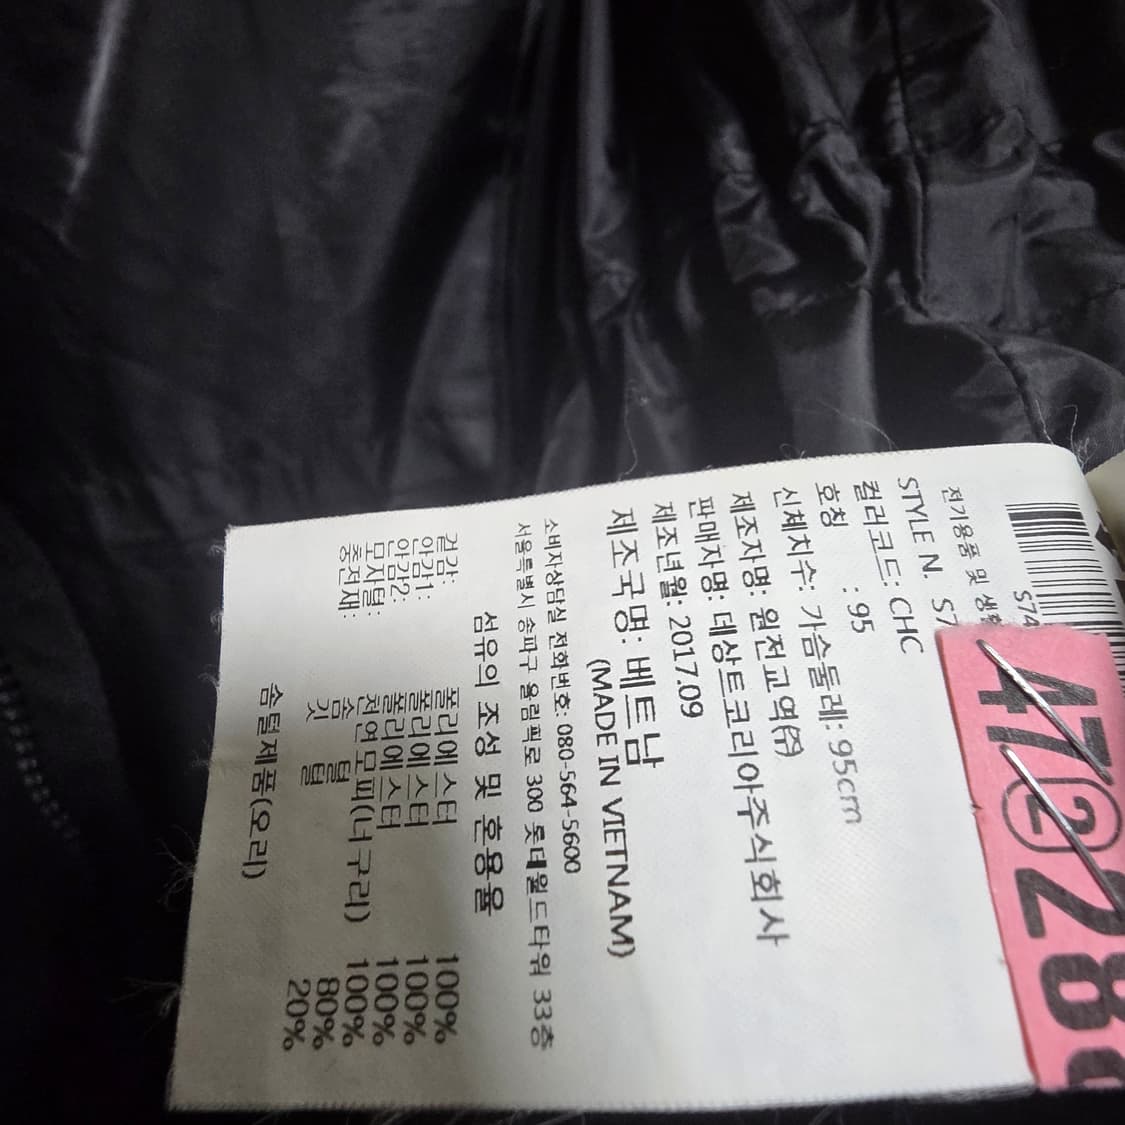 S74
전기용품 및 생활
STYLE N. S7
컬러코드: CHC
호칭 : 95
신체치수: 가슴둘레: 95cm
제조자명: 원전교역㈜
판매자명: 대상트코리아주식회사
제조년월: 2017.09
제조국명: 베트남
(MADE IN VIETNAM)
소비자상담실 전화번호: 080-564-5600
서울특별시 송파구 올림픽로 300 롯데월드타워 33층
섬유의 조성 및 혼용율
겉감: 폴리에스터 100%
안감1: 폴리에스터 100%
안감2: 폴리에스터 100%
모자털: 천연모피(너구리) 100%
충전재: 솜털 80%
깃털 20%
솜털제품(오리)
47②28